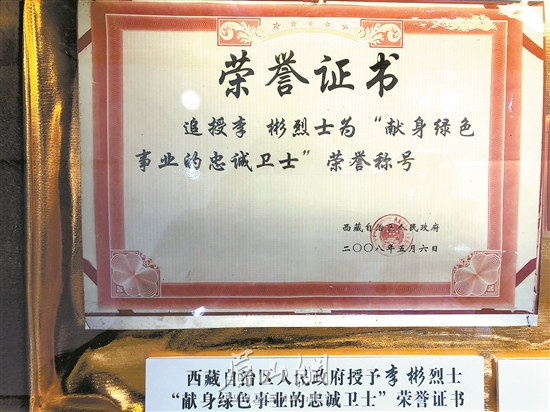 荣誉证书
追授李 彬烈士为“献身绿色
事业的忠诚卫士”荣誉称号
西藏自治区人民政府
二〇〇八年五月六日
眉山网
西藏自治区人民政府授予李彬烈士
“献身绿色事业的忠诚卫士”荣誉证书